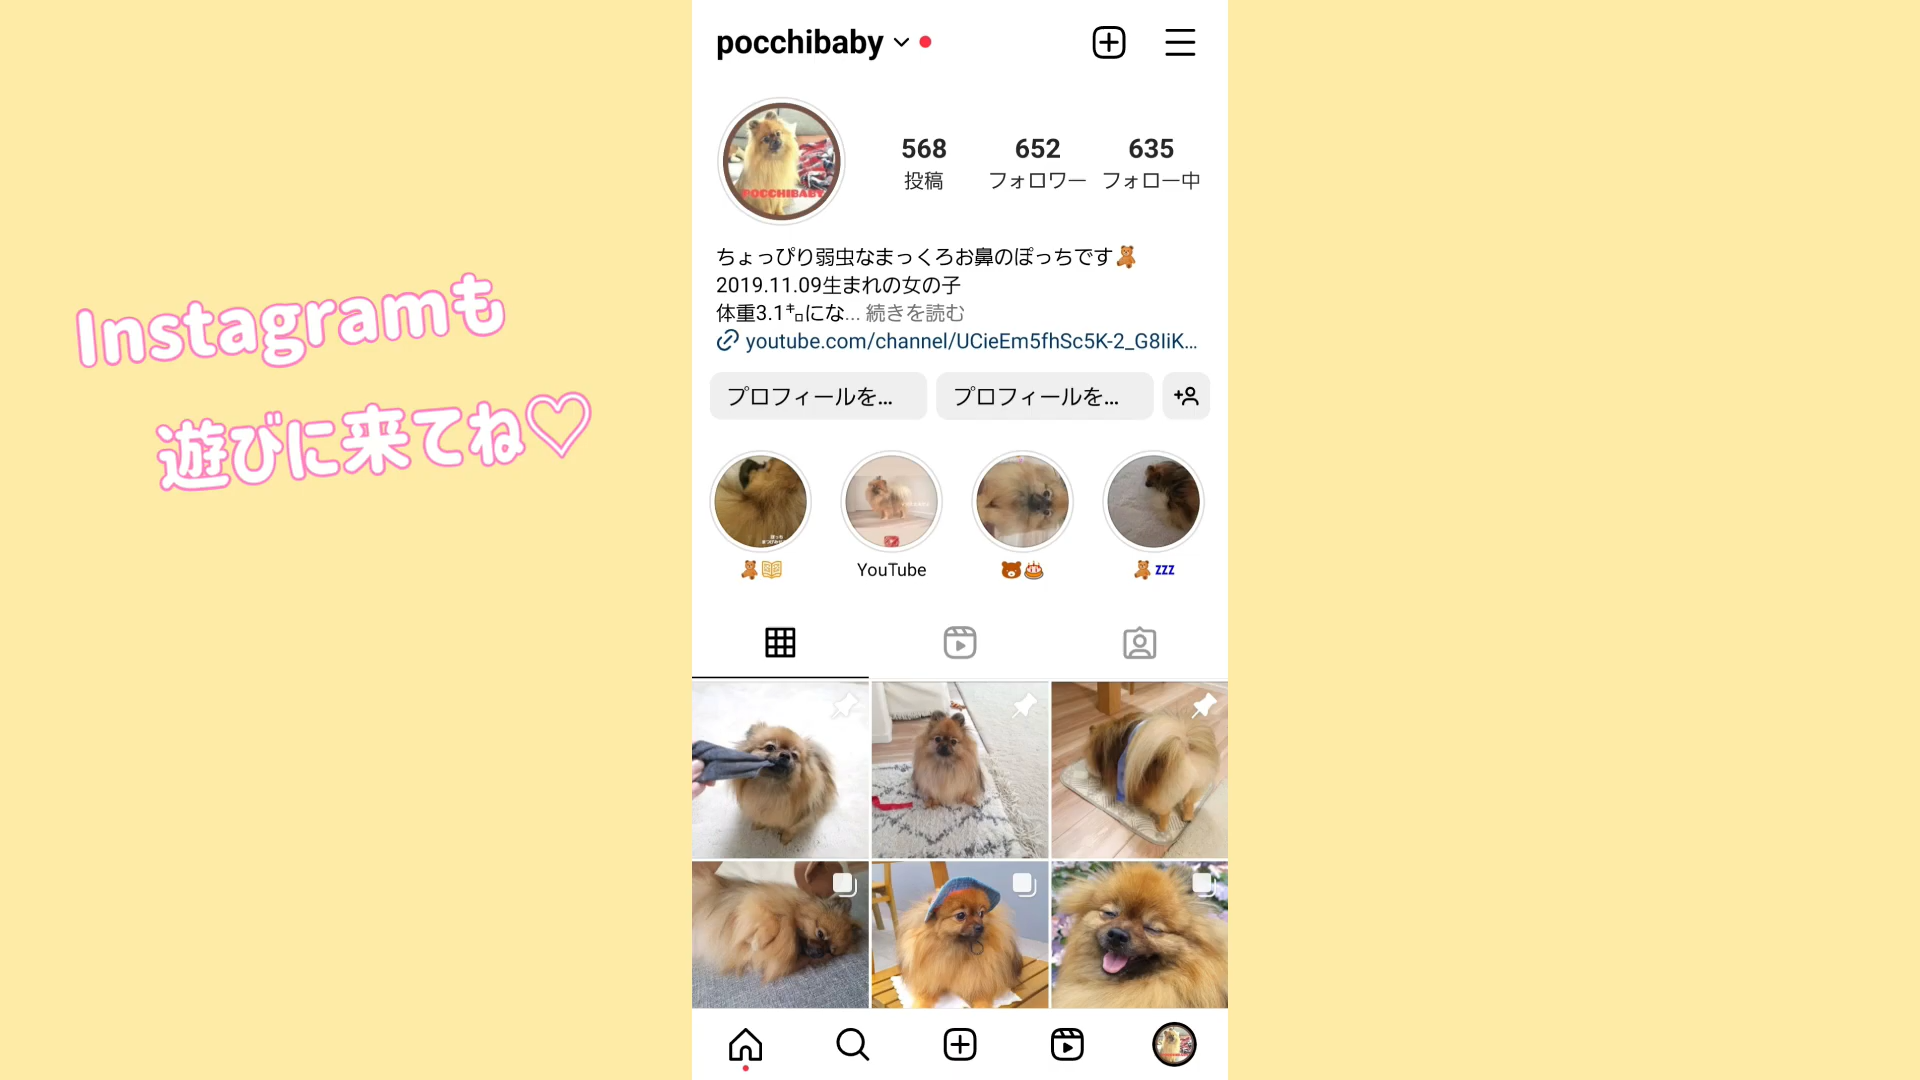 Instagramも
遊びに来てね♡
pocchibaby
POCCHIBABY
568
投稿
652
フォロワー
635
フォロー中
ちょっぴり弱虫なまっくろお鼻のぽっちです🧸
2019.11.09生まれの女の子
体重3.1㌔にな... 続きを読む
youtube.com/channel/UCieEm5fhSc5K-2_G8IiK...
プロフィールを...
プロフィールを...
🧸📖
YouTube
🐻🎂
🧸💤